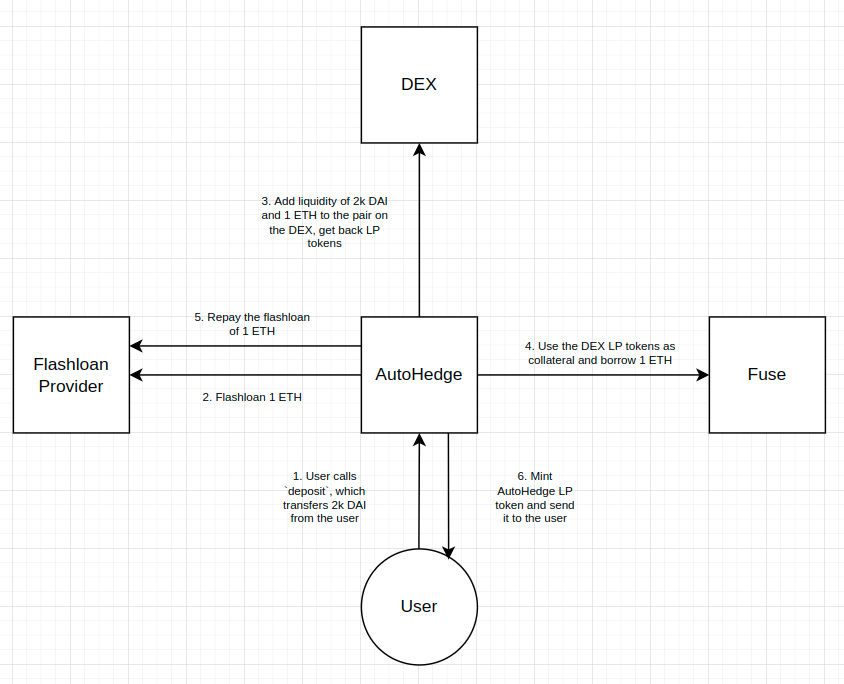 DEX
3. Add liquidity of 2k DAI
and 1 ETH to the pair on
the DEX, get back LP
tokens
5. Repay the flashloan
of 1 ETH
Flashloan
Provider
AutoHedge
4. Use the DEX LP tokens as
collateral and borrow 1 ETH
Fuse
2. Flashloan 1 ETH
1. User calls
`deposit`, which
transfers 2k DAI
from the user
6. Mint
AutoHedge LP
token and send
it to the user
User